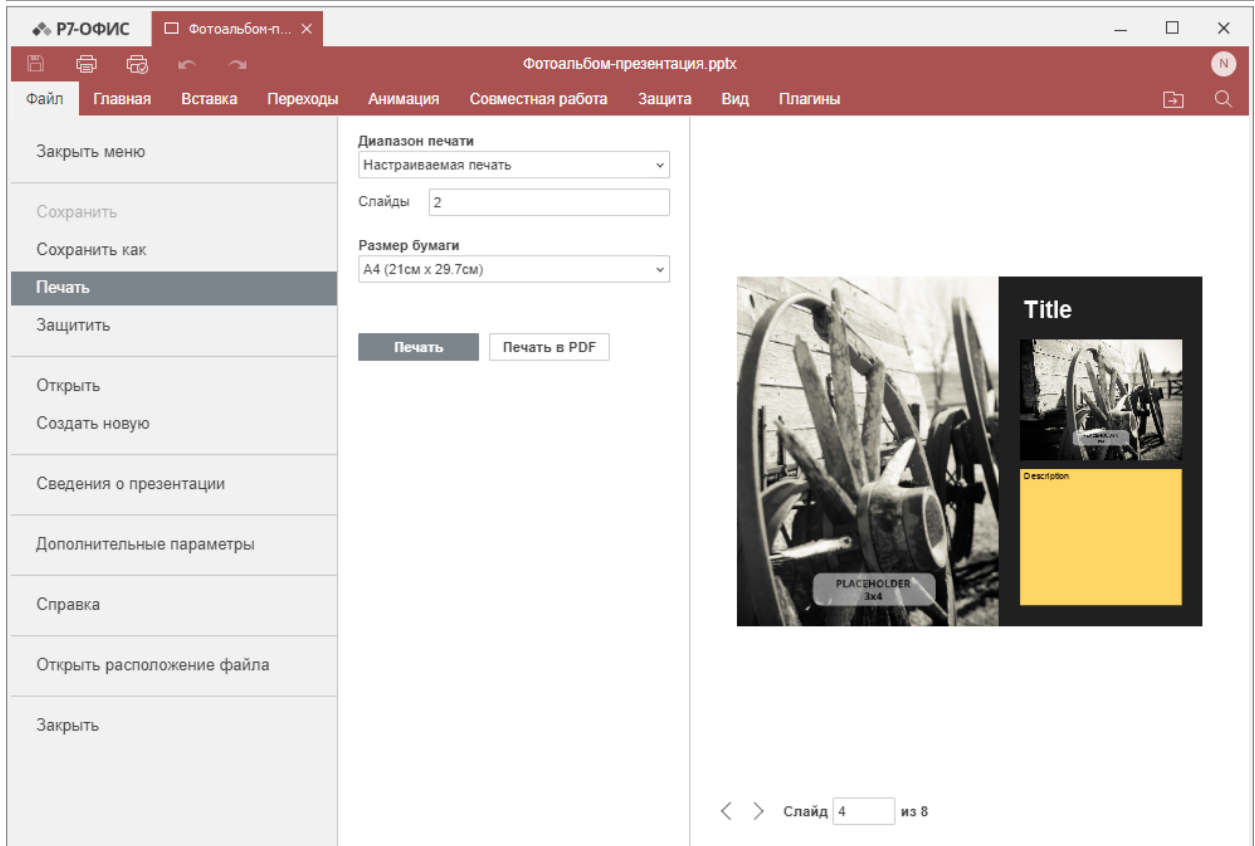 Р7-ОФИС
Фотоальбом-п...
Фотоальбом-презентация.pptx
N
Файл Главная Вставка Переходы Анимация Совместная работа Защита Вид Плагины
Закрыть меню
Сохранить
Сохранить как
Печать
Защитить
Открыть
Создать новую
Сведения о презентации
Дополнительные параметры
Справка
Открыть расположение файла
Закрыть
Диапазон печати
Настраиваемая печать
Слайды 2
Размер бумаги
A4 (21см x 29.7см)
Печать Печать в PDF
PLACEHOLDER
3x4
Title
Description
Слайд 4 из 8